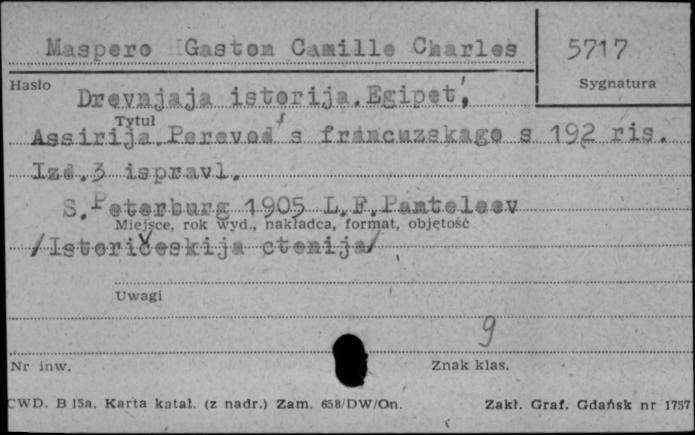 Maspero Gaston Camille Charles
5717
Hasło
Sygnatura
Drevnjaja istorija.Egipet',
Tytuł
Assirija.Perevod' s francuzskago s 192 ris.
Izd.3 ispravl.
S.Peterburg 1905 L.F.Panteleev
Miejsce, rok wyd., nakładca, format, objętość
/Istoričeskija čtenija/
Uwagi
9
Nr inw.
Znak klas.
CWD. B 15a. Karta katal. (z nadr.) Zam. 658/DW/On.
Zakł. Graf. Gdańsk nr 1757